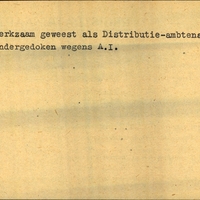 erkzaam geweest als Distributie-ambtena
ndergedoken wegens A.I.